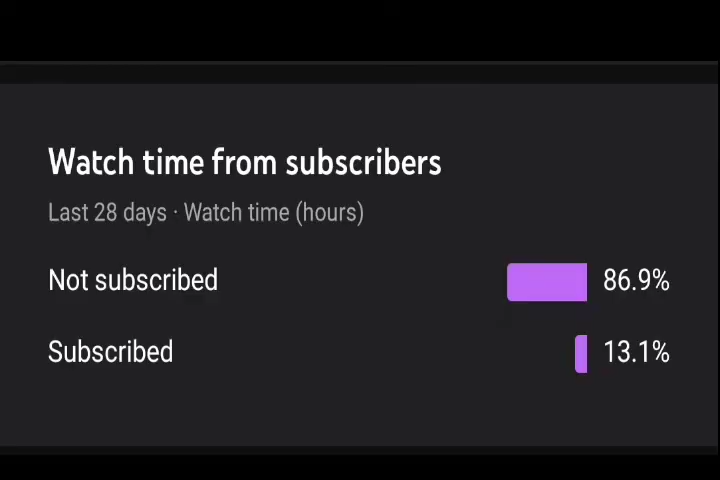 Watch time from subscribers
Last 28 days · Watch time (hours)
Not subscribed 86.9%
Subscribed 13.1%